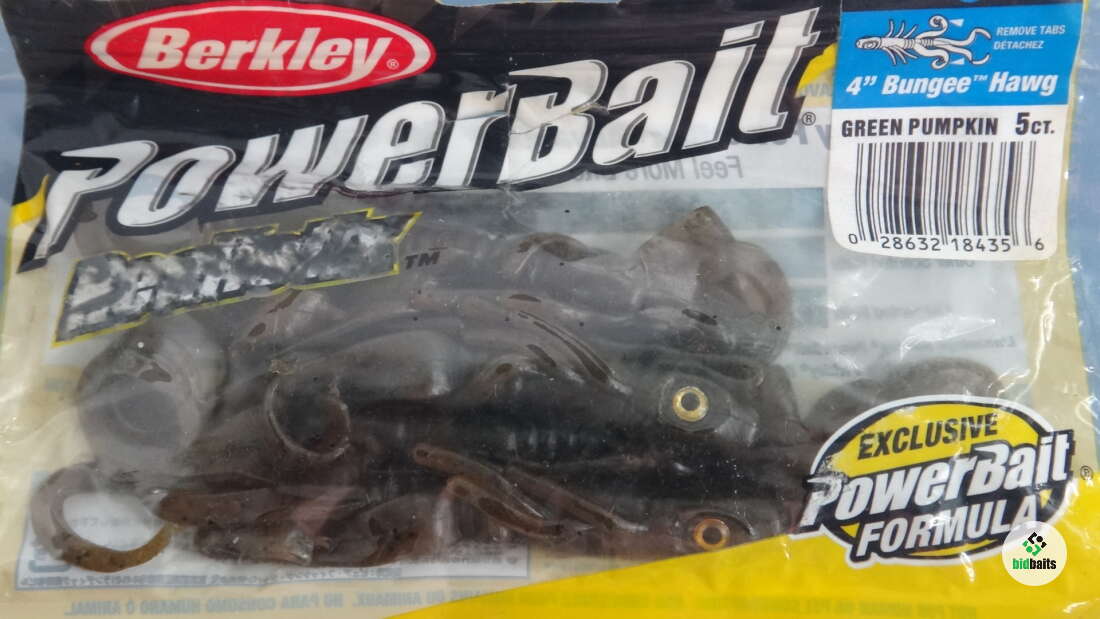 Berkley®
PowerBait®
™
REMOVE TABS
DÉTACHEZ
4" Bungee™ Hawg
GREEN PUMPKIN 5CT.
0 28632 18435 6
Feel More
EXCLUSIVE
PowerBait®
FORMULA
bidbaits